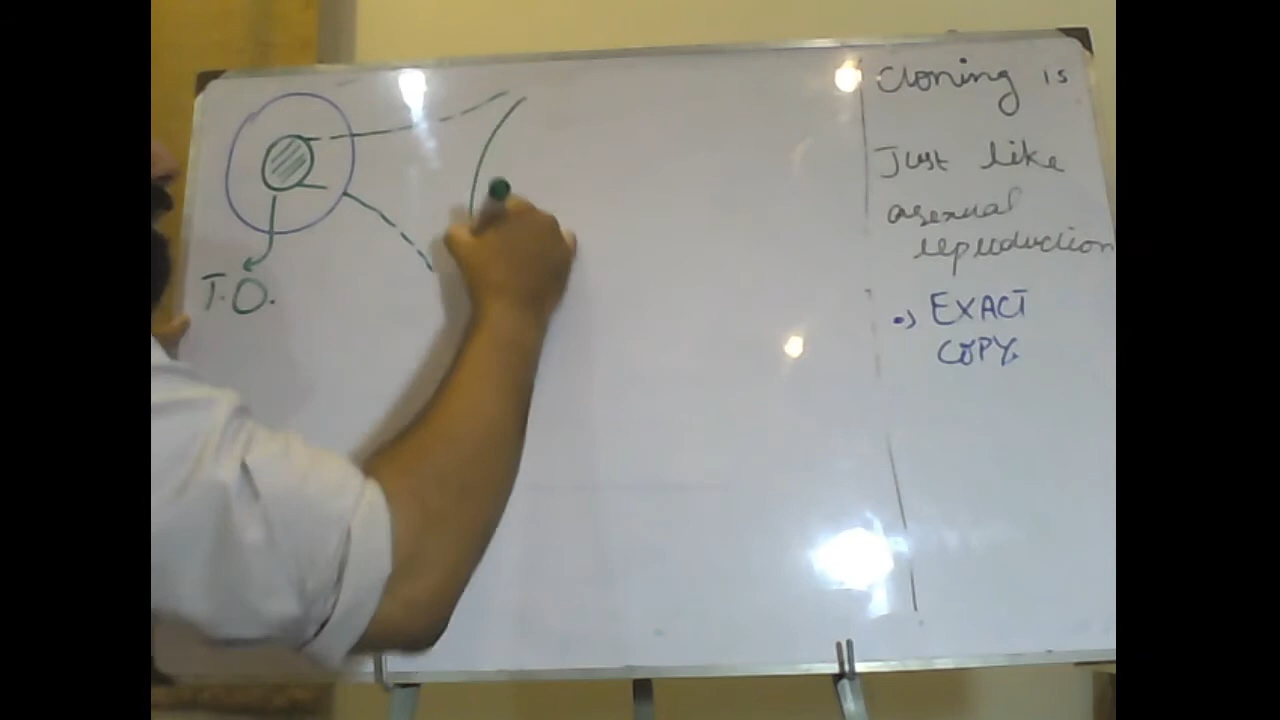 T.O.
Cloning is
Just like
asexual
reproduction
EXACT
COPY.